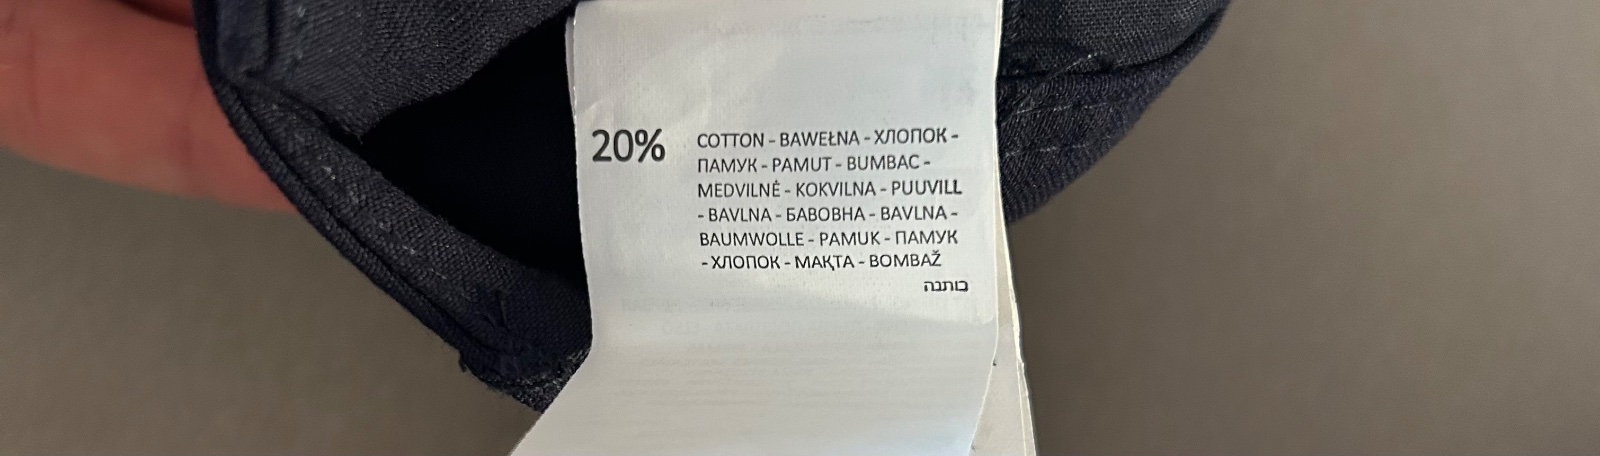 20% COTTON - BAWEŁNA - ХЛОПОК -
ПАМУК - PAMUT - BUMBAC -
MEDVILNĖ - KOKVILNA - PUUVILL
- BAVLNA - БАВОВНА - BAVLNA -
BAUMWOLLE - PAMUK - ПАМУК
- ХЛОПОК - МАҚТА - BOMBAŽ
כותנה